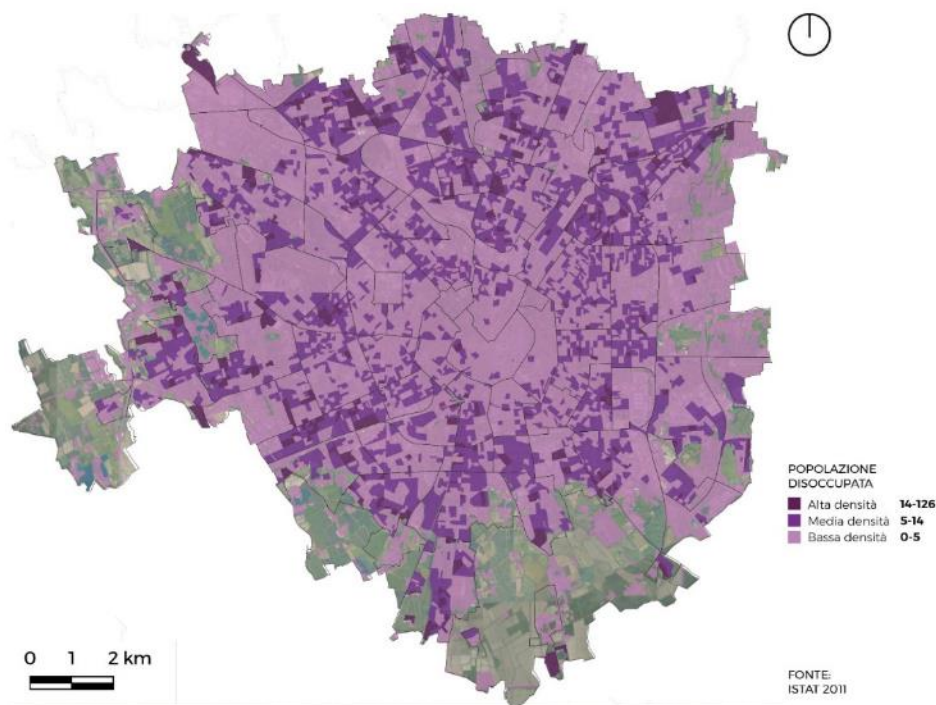 POPOLAZIONE
DISOCCUPATA
Alta densità 14-126
Media densità 5-14
Bassa densità 0-5
0 1 2 km
FONTE:
ISTAT 2011